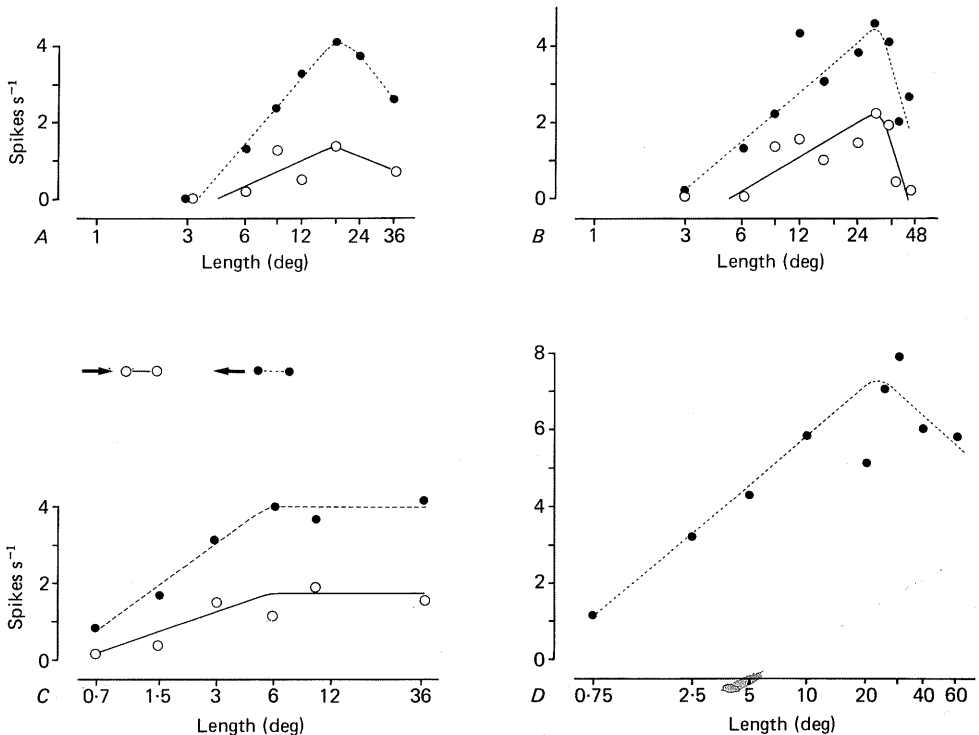 4
2
0
Spikes s⁻¹
A
1 3 6 12 24 36
Length (deg)
4
2
0
B
1 3 6 12 24 48
Length (deg)
4
2
0
Spikes s⁻¹
C
0·7 1·5 3 6 12 36
Length (deg)
8
6
4
2
0
D
0·75 2·5 5 10 20 40 60
Length (deg)